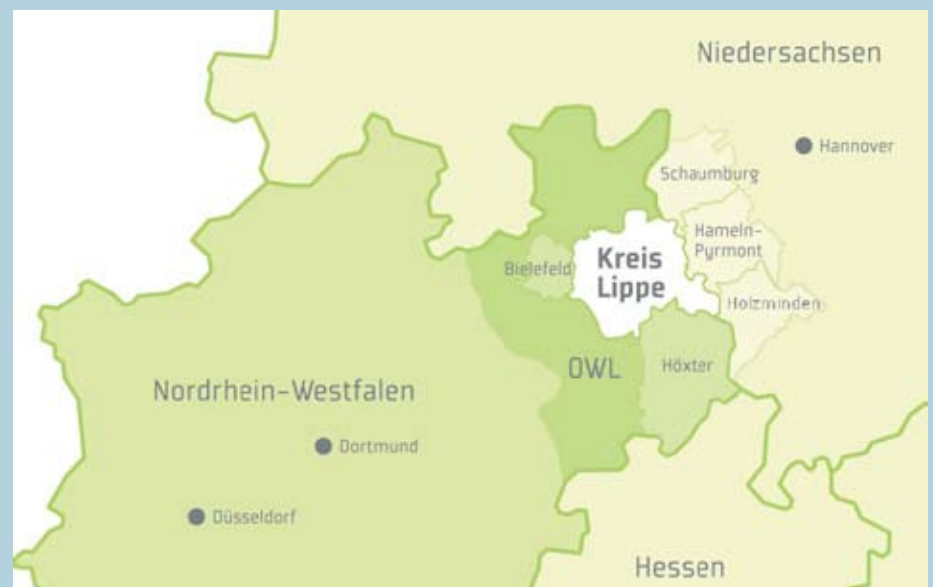 Niedersachsen
Hannover
Schaumburg
Hameln-
Pyrmont
Bielefeld
Kreis
Lippe
Holzminden
OWL
Höxter
Nordrhein-Westfalen
Dortmund
Düsseldorf
Hessen